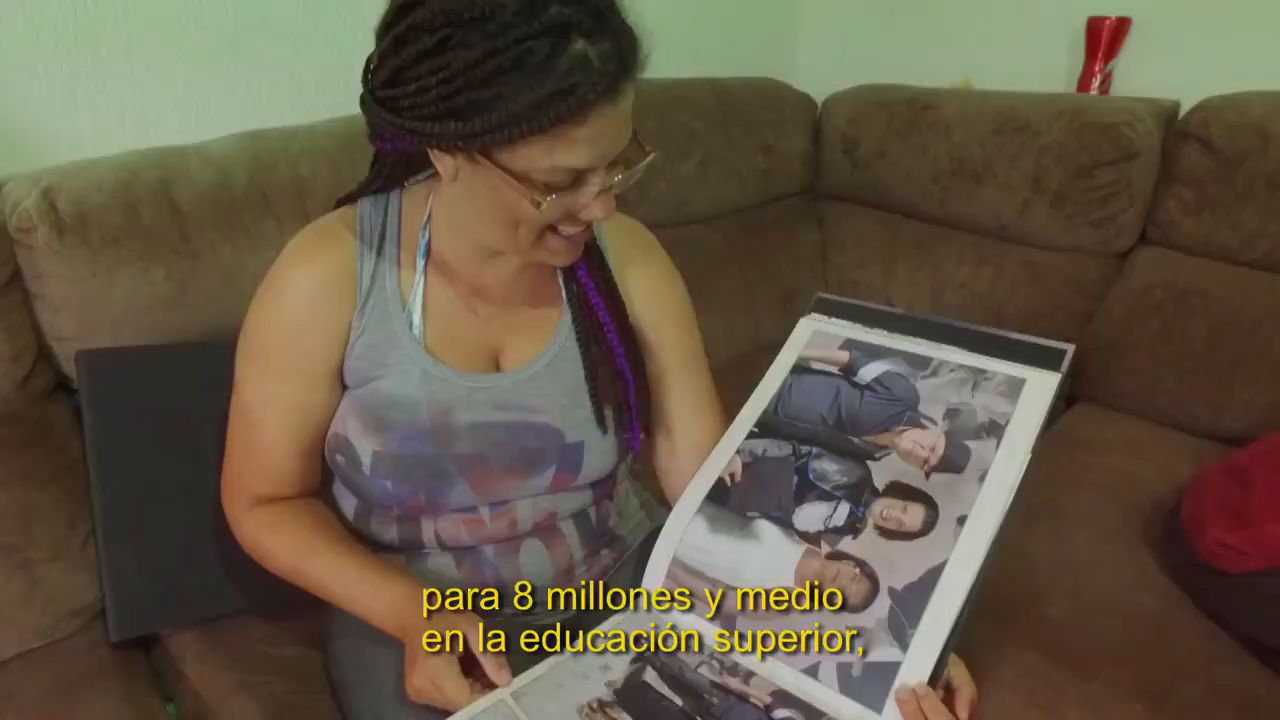 para 8 millones y medio
en la educación superior,